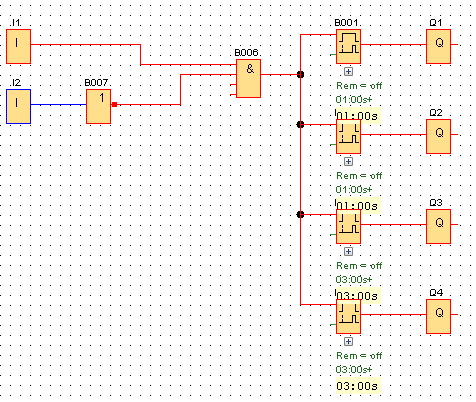 I1
B001
Q1
I
Q
B006
&
I2
B007
I
1
Rem = off
01:00s+
01:00s
Q2
Q
Rem = off
01:00s+
01:00s
Q3
Q
Rem = off
03:00s+
03:00s
Q4
Q
Rem = off
03:00s+
03:00s